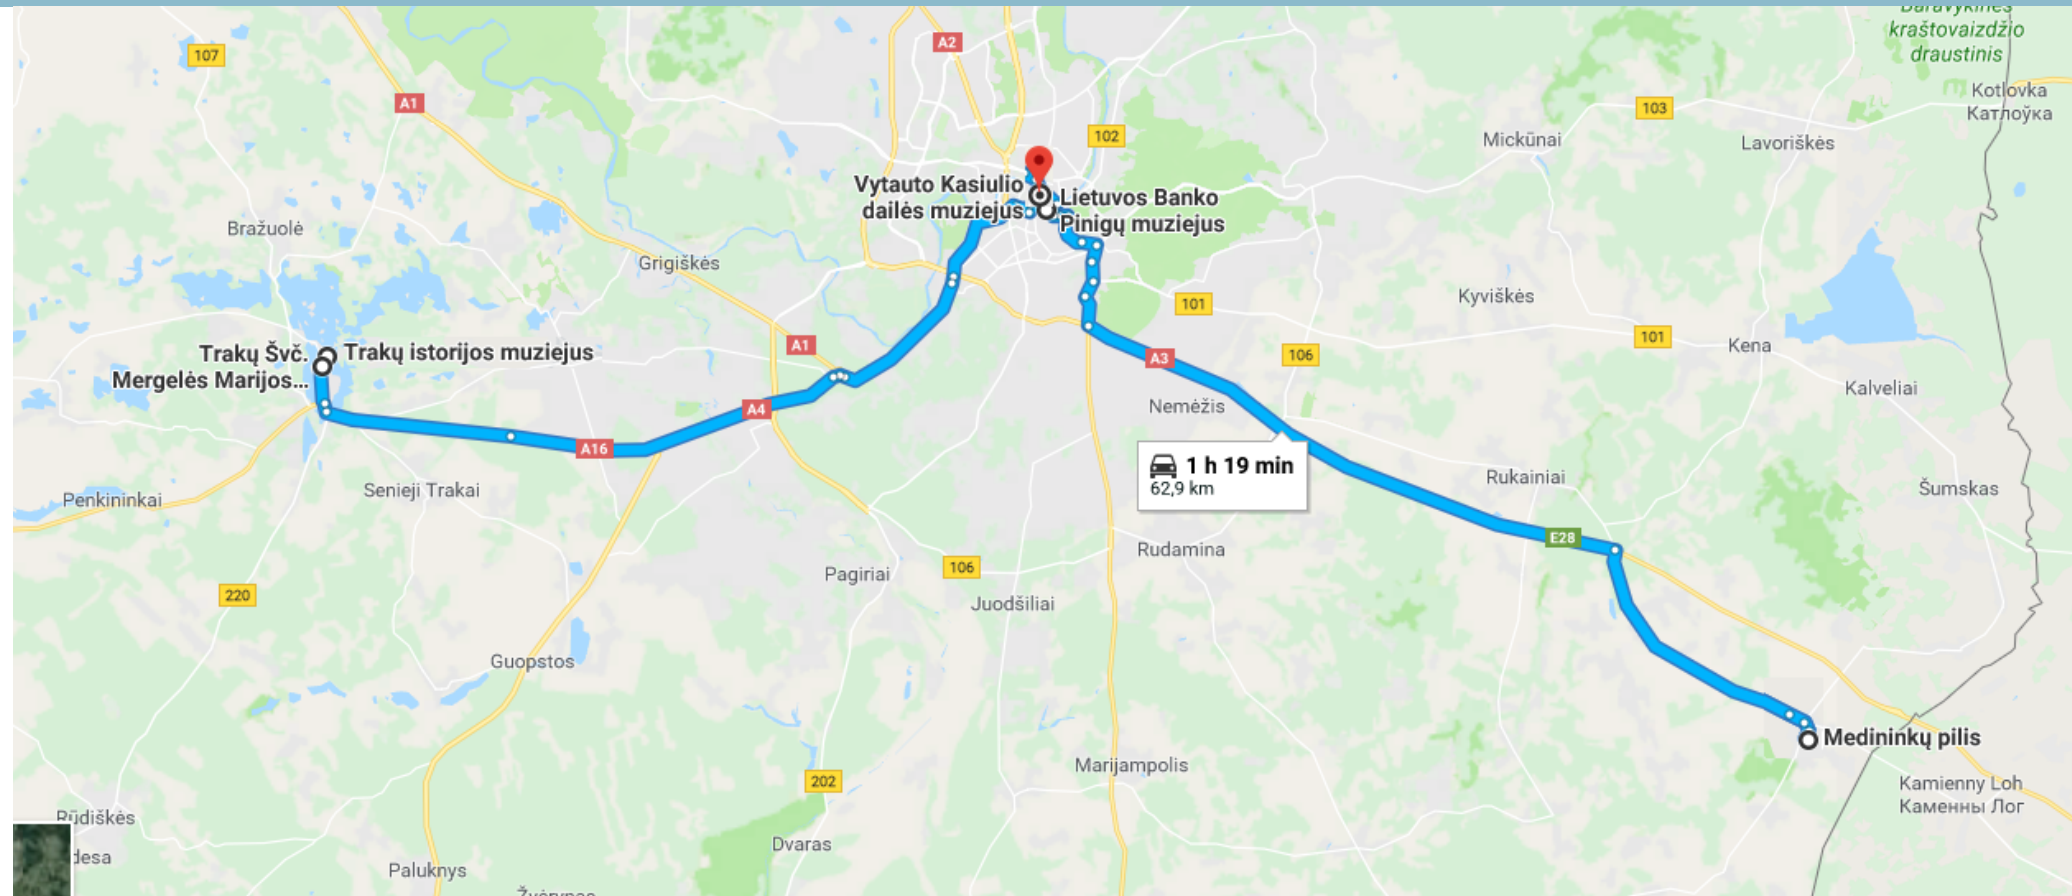 Baravykinės
kraštovaizdžio
draustinis
107
A2
A1
Kotlovka
Катлоўка
103
102
Mickūnai
Lavoriškės
Vytauto Kasiulio
dailės muziejus
Lietuvos Banko
Pinigų muziejus
Bražuolė
Grigiškės
Kyviškės
101
101
Kena
A1
A3
106
Trakų Švč.
Mergelės Marijos...
Trakų istorijos muziejus
Kalveliai
Nemėžis
A4
A16
1 h 19 min
62,9 km
Rukainiai
Šumskas
Penkininkai
Senieji Trakai
E28
Rudamina
Pagiriai
106
220
Juodšiliai
Guopstos
Medininkų pilis
Marijampolis
202
Kamienny Loh
Каменны Лог
Rūdiškės
desa
Dvaras
Paluknys
Žvėrynas